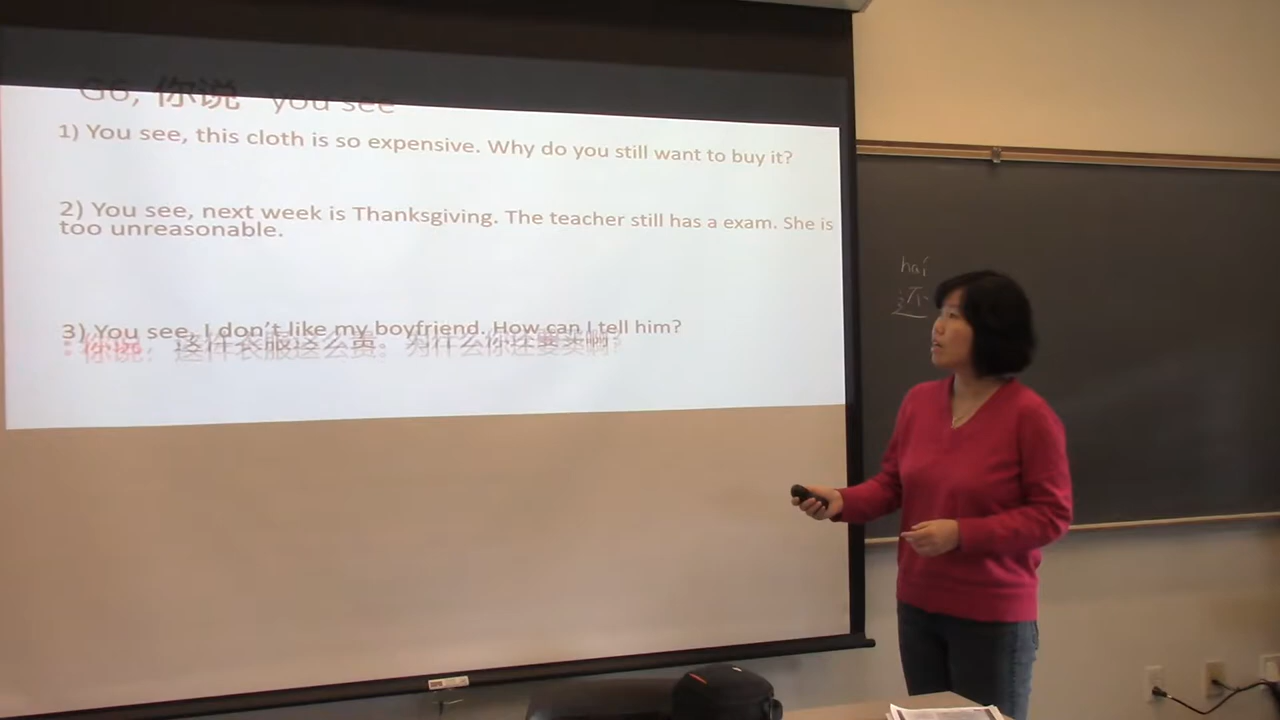 G6, 你说 you see
1) You see, this cloth is so expensive. Why do you still want to buy it?
2) You see, next week is Thanksgiving. The teacher still has a exam. She is
too unreasonable.
3) You see, I don't like my boyfriend. How can I tell him?
:你说，这件衣服这么贵。为什么你还要买啊?
haí
还